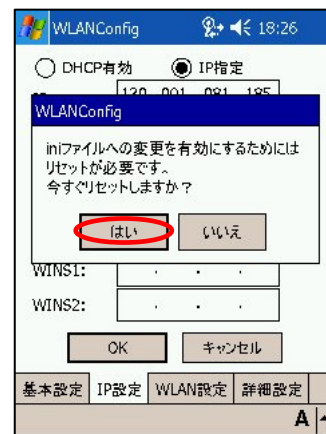 WLANConfig 18:26
DHCP有効 IP指定
WLANConfig
iniファイルへの変更を有効にするためには
リセットが必要です。
今すぐリセットしますか？
はい いいえ
WINS1: . . .
WINS2: . . .
OK キャンセル
基本設定 IP設定 WLAN設定 詳細設定
A